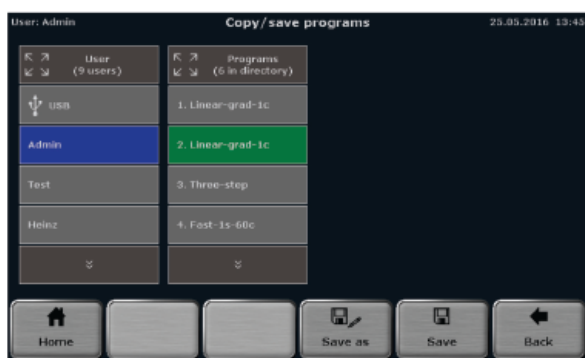 User: Admin
Copy/save programs
25.05.2016 13:45
User
(9 users)
Programs
(6 in directory)
USB
1. Linear-grad-1c
Admin
2. Linear-grad-1c
Test
3. Three-step
Heinz
4. Fast-1s-60c
Home
Save as
Save
Back